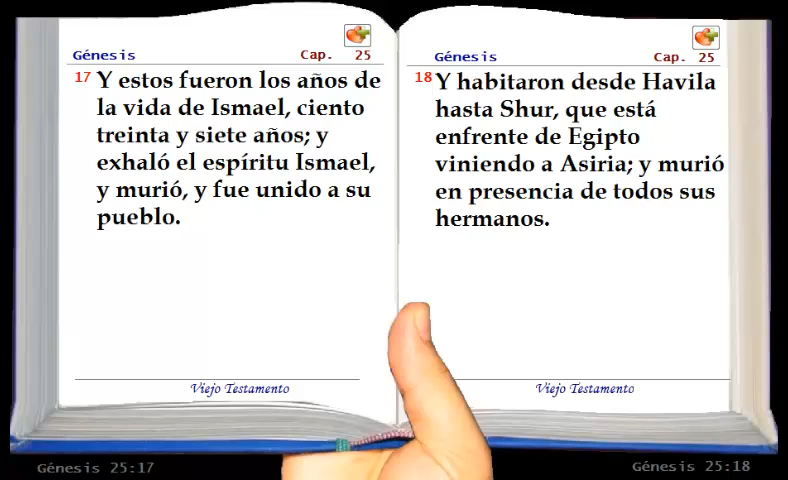 Génesis Cap. 25
17 Y estos fueron los años de
la vida de Ismael, ciento
treinta y siete años; y
exhaló el espíritu Ismael,
y murió, y fue unido a su
pueblo.
Viejo Testamento
Génesis 25:17
Génesis Cap. 25
18 Y habitaron desde Havila
hasta Shur, que está
enfrente de Egipto
viniendo a Asiria; y murió
en presencia de todos sus
hermanos.
Viejo Testamento
Génesis 25:18